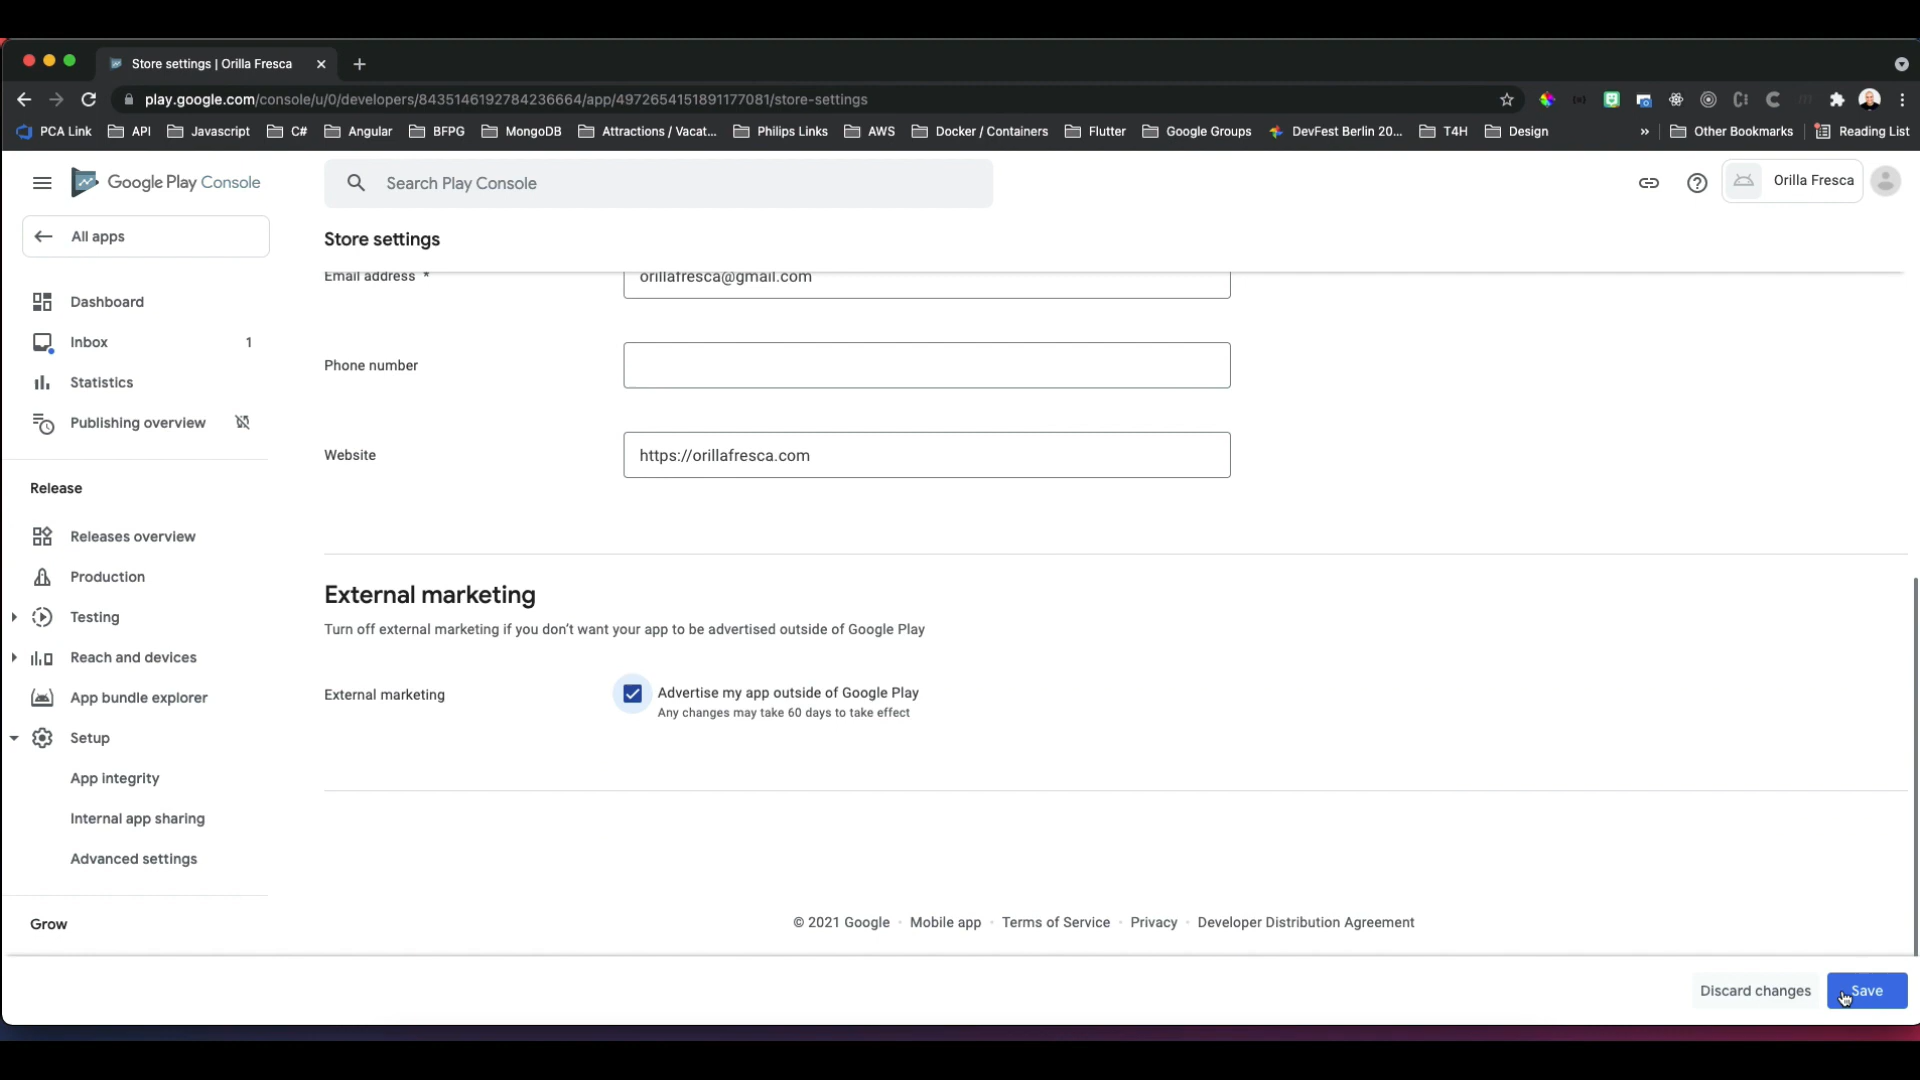 Store settings | Orilla Fresca
play.google.com/console/u/0/developers/8435146192784236664/app/4972654151891177081/store-settings
PCA Link API Javascript C# Angular BFPG MongoDB Attractions / Vacat... Philips Links AWS Docker / Containers Flutter Google Groups DevFest Berlin 20... T4H Design » Other Bookmarks Reading List
Google Play Console
Search Play Console
Orilla Fresca
All apps
Store settings
Email address *
orillafresca@gmail.com
Dashboard
Inbox 1
Phone number
Statistics
Publishing overview
Website
https://orillafresca.com
Release
Releases overview
Production
External marketing
Testing
Turn off external marketing if you don't want your app to be advertised outside of Google Play
Reach and devices
External marketing
Advertise my app outside of Google Play
Any changes may take 60 days to take effect
App bundle explorer
Setup
App integrity
Internal app sharing
Advanced settings
Grow
© 2021 Google · Mobile app · Terms of Service · Privacy · Developer Distribution Agreement
Discard changes
Save